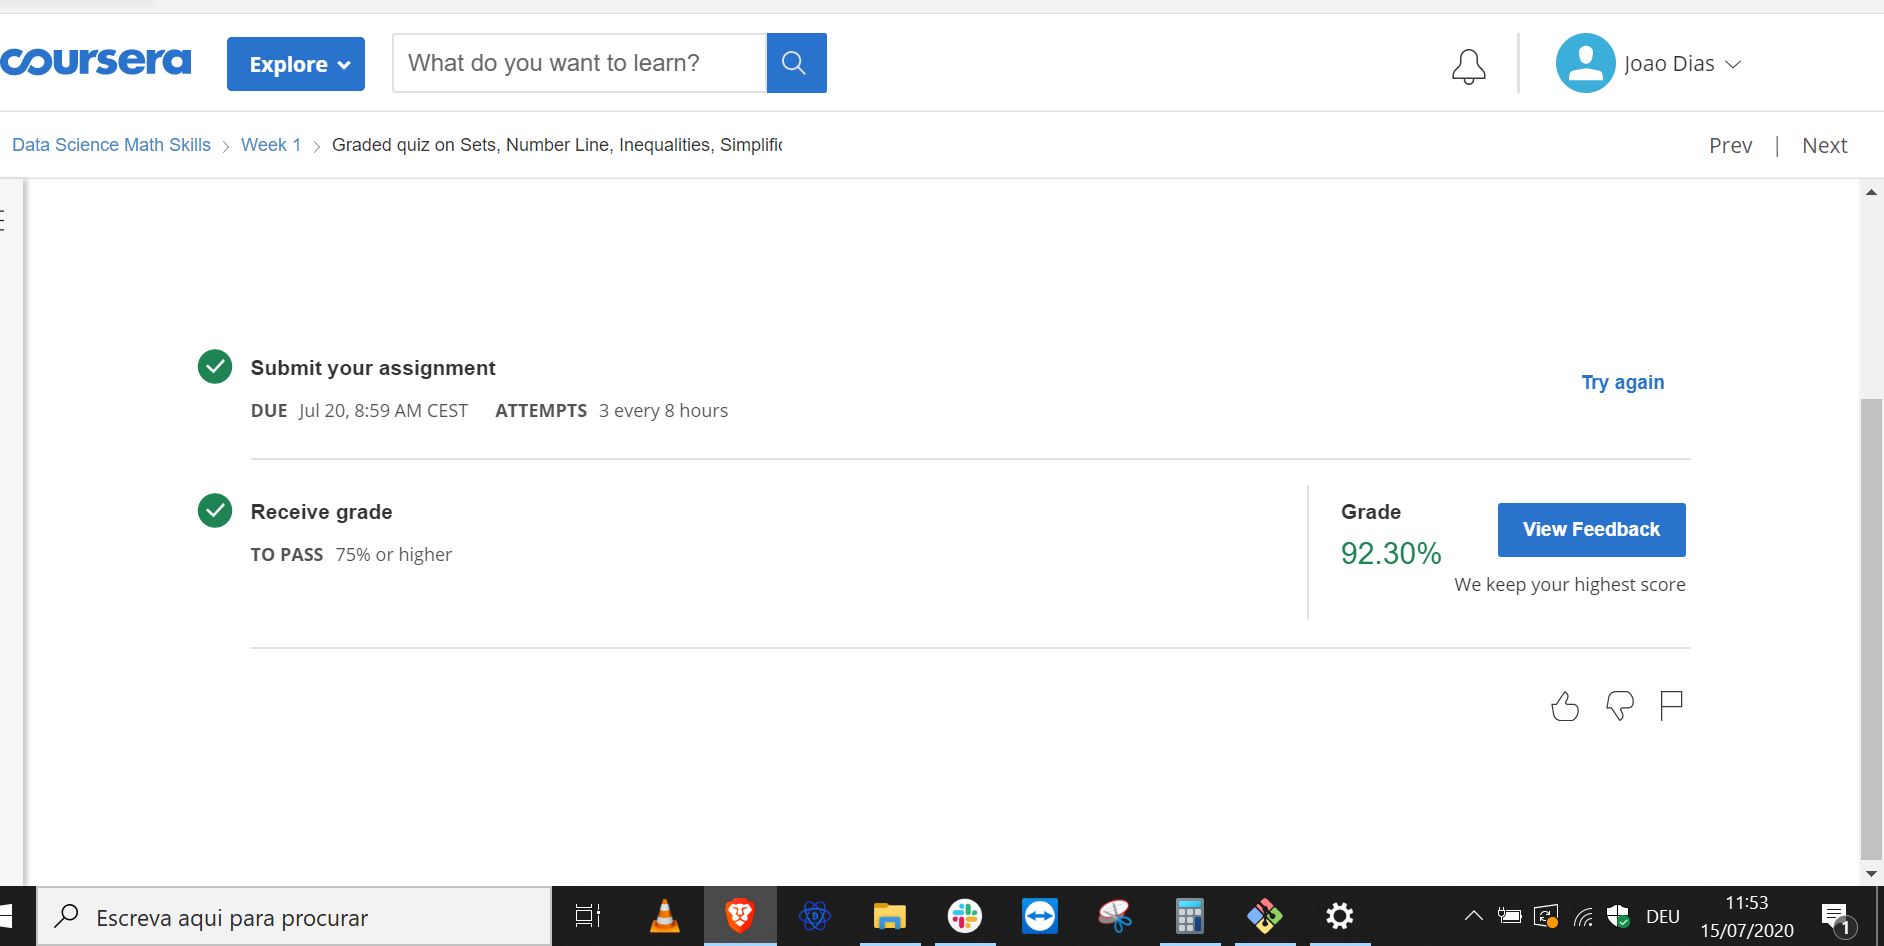 coursera
Explore
What do you want to learn?
Joao Dias
Data Science Math Skills
Week 1
Graded quiz on Sets, Number Line, Inequalities, Simplific
Prev | Next
Submit your assignment
Try again
DUE Jul 20, 8:59 AM CEST ATTEMPTS 3 every 8 hours
Receive grade
Grade
View Feedback
TO PASS 75% or higher
92.30%
We keep your highest score
Escreva aqui para procurar
DEU
11:53
15/07/2020
1